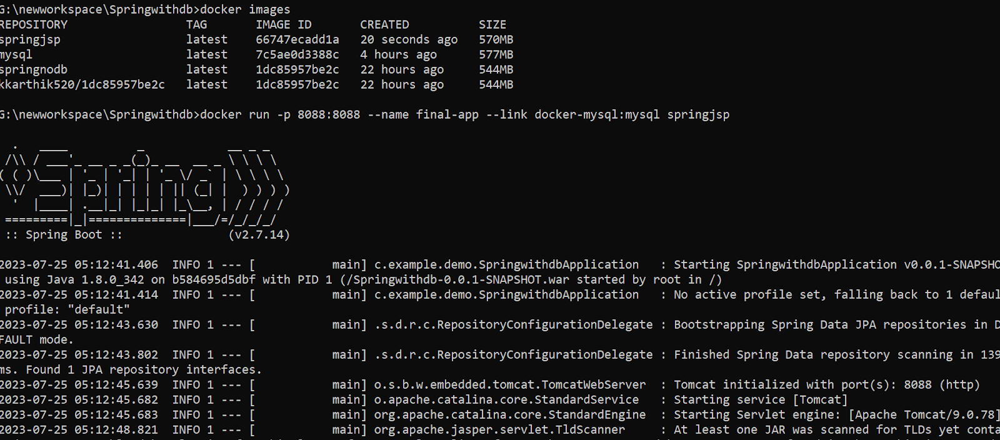 G:\newworkspace\Springwithdb>docker images
REPOSITORY                 TAG       IMAGE ID       CREATED          SIZE
springjsp                  latest    66747ecadd1a   20 seconds ago   570MB
mysql                      latest    7c5ae0d3388c   4 hours ago      577MB
springnodb                 latest    1dc85957be2c   22 hours ago     544MB
kkarthik520/1dc85957be2c   latest    1dc85957be2c   22 hours ago     544MB
G:\newworkspace\Springwithdb>docker run -p 8088:8088 --name final-app --link docker-mysql:mysql springjsp
  .   ____          _            __ _ _
 /\\ / ___'_ __ _ _(_)_ __  __ _ \ \ \ \
( ( )\___ | '_ | '_| | '_ \/ _` | \ \ \ \
 \\/  ___)| |_)| | | | | || (_| |  ) ) ) )
  '  |____| .__|_| |_|_| |_\__, | / / / /
 =========|_|==============|___/=/_/_/_/
 :: Spring Boot ::               (v2.7.14)
2023-07-25 05:12:41.406  INFO 1 --- [           main] c.example.demo.SpringwithdbApplication   : Starting SpringwithdbApplication v0.0.1-SNAPSHO
 using Java 1.8.0_342 on b584695d5dbf with PID 1 (/Springwithdb-0.0.1-SNAPSHOT.war started by root in /)
2023-07-25 05:12:41.414  INFO 1 --- [           main] c.example.demo.SpringwithdbApplication   : No active profile set, falling back to 1 defaul
 profile: "default"
2023-07-25 05:12:43.630  INFO 1 --- [           main] .s.d.r.c.RepositoryConfigurationDelegate : Bootstrapping Spring Data JPA repositories in D
FAULT mode.
2023-07-25 05:12:43.802  INFO 1 --- [           main] .s.d.r.c.RepositoryConfigurationDelegate : Finished Spring Data repository scanning in 139
ms. Found 1 JPA repository interfaces.
2023-07-25 05:12:45.639  INFO 1 --- [           main] o.s.b.w.embedded.tomcat.TomcatWebServer  : Tomcat initialized with port(s): 8088 (http)
2023-07-25 05:12:45.682  INFO 1 --- [           main] o.apache.catalina.core.StandardService   : Starting service [Tomcat]
2023-07-25 05:12:45.683  INFO 1 --- [           main] org.apache.catalina.core.StandardEngine  : Starting Servlet engine: [Apache Tomcat/9.0.78]
2023-07-25 05:12:48.821  INFO 1 --- [           main] org.apache.jasper.servlet.TldScanner     : At least one JAR was scanned for TLDs yet conta